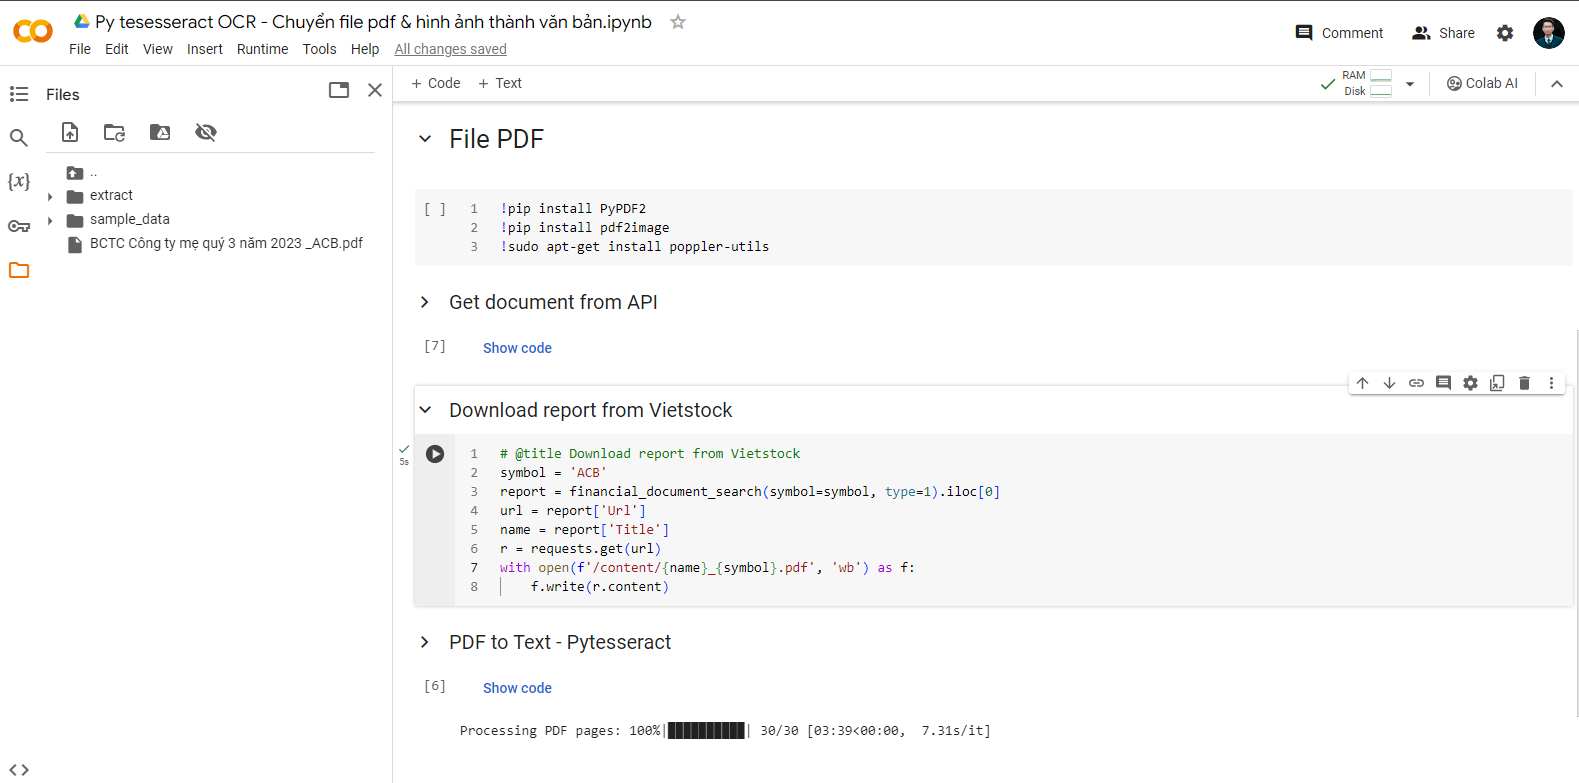 Py tesesseract OCR - Chuyển file pdf & hình ảnh thành văn bản.ipynb
File Edit View Insert Runtime Tools Help All changes saved
Comment Share
Files
+ Code + Text
RAM
Disk
Colab AI
..
extract
sample_data
BCTC Công ty mẹ quý 3 năm 2023 _ACB.pdf
{x}
File PDF
[ ]
1 !pip install PyPDF2
2 !pip install pdf2image
3 !sudo apt-get install poppler-utils
Get document from API
[7] Show code
Download report from Vietstock
5s
1 # @title Download report from Vietstock
2 symbol = 'ACB'
3 report = financial_document_search(symbol=symbol, type=1).iloc[0]
4 url = report['Url']
5 name = report['Title']
6 r = requests.get(url)
7 with open(f'/content/{name}_{symbol}.pdf', 'wb') as f:
8 f.write(r.content)
PDF to Text - Pytesseract
[6] Show code
Processing PDF pages: 100%|██████████| 30/30 [03:39<00:00, 7.31s/it]